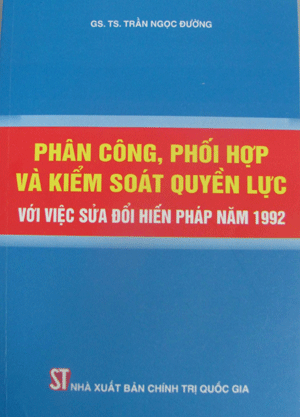 GS. TS. TRẦN NGỌC ĐƯỜNG
PHÂN CÔNG, PHỐI HỢP
VÀ KIỂM SOÁT QUYỀN LỰC
VỚI VIỆC SỬA ĐỔI HIẾN PHÁP NĂM 1992
ST NHÀ XUẤT BẢN CHÍNH TRỊ QUỐC GIA